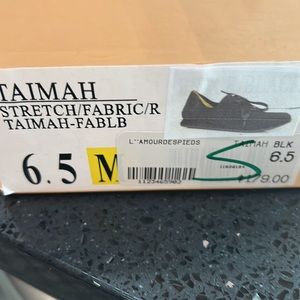 TAIMAH
STRETCH/FABRIC/R
TAIMAH-FABLB
6.5 M
L''AMOURDESPIEDS
TAIMAH BLK
6.5